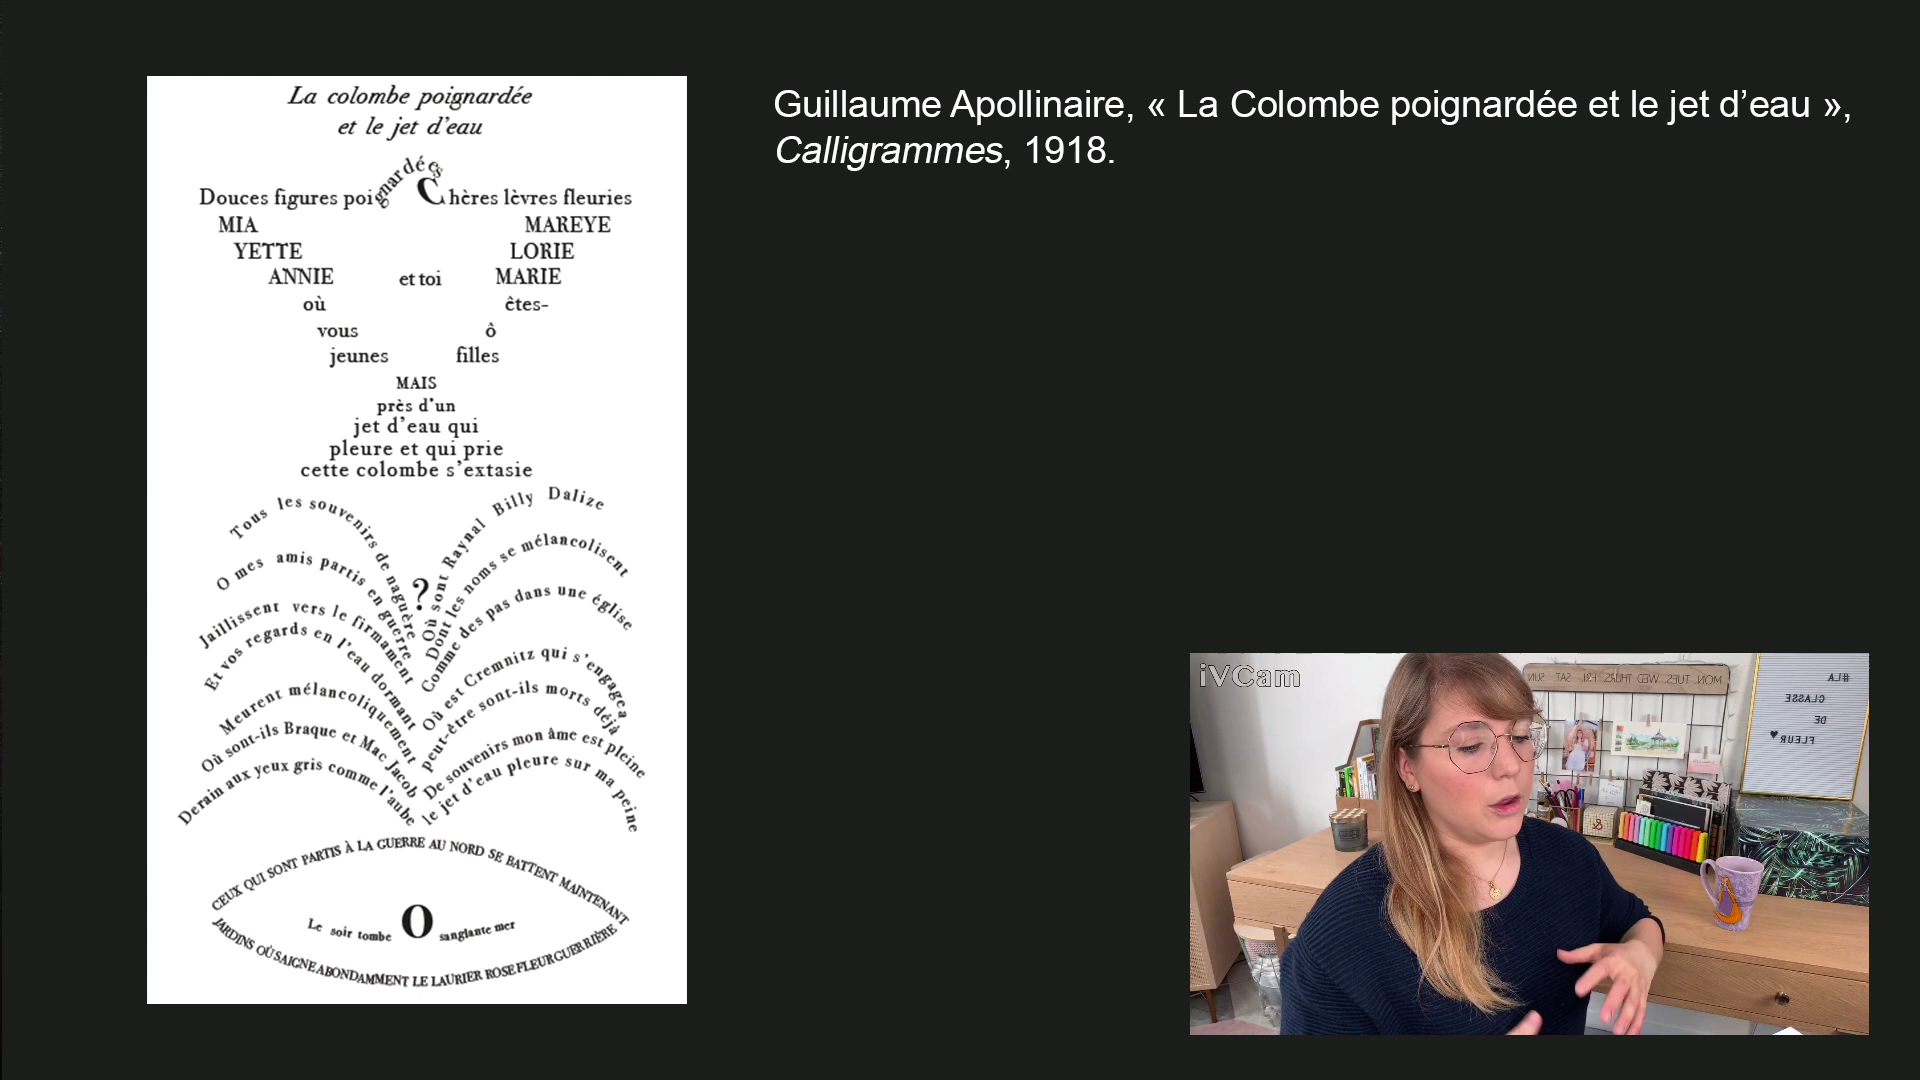 La colombe poignardée
et le jet d'eau
Douces figures poignardées Chères lèvres fleuries
MIA MAREYE
YETTE LORIE
ANNIE et toi MARIE
où êtes-
vous ô
jeunes filles
MAIS
près d'un
jet d'eau qui
pleure et qui prie
cette colombe s'extasie
Tous les souvenirs de naguère
O mes amis partis en guerre
Jaillissent vers le firmament
Et vos regards en l'eau dormant
Meurent mélancoliquement
Où sont-ils Braque et Max Jacob
Derain aux yeux gris comme l'aube
?
Où sont Raynal Billy Dalize
Dont les noms se mélancolisent
Comme des pas dans une église
Où est Cremnitz qui s'engagea
peut-être sont-ils morts déjà
De souvenirs mon âme est pleine
le jet d'eau pleure sur ma peine
CEUX QUI SONT PARTIS À LA GUERRE AU NORD SE BATTENT MAINTENANT
Le soir tombe O sanglante mer
JARDINS OÙ SAIGNE ABONDAMMENT LE LAURIER ROSE FLEUR GUERRIÈRE
Guillaume Apollinaire, « La Colombe poignardée et le jet d’eau »,
Calligrammes, 1918.
iVCam
MON. TUES. WED THURS. FRI. SAT SUN
#LA
CLASSE
DE
FLEUR ♥